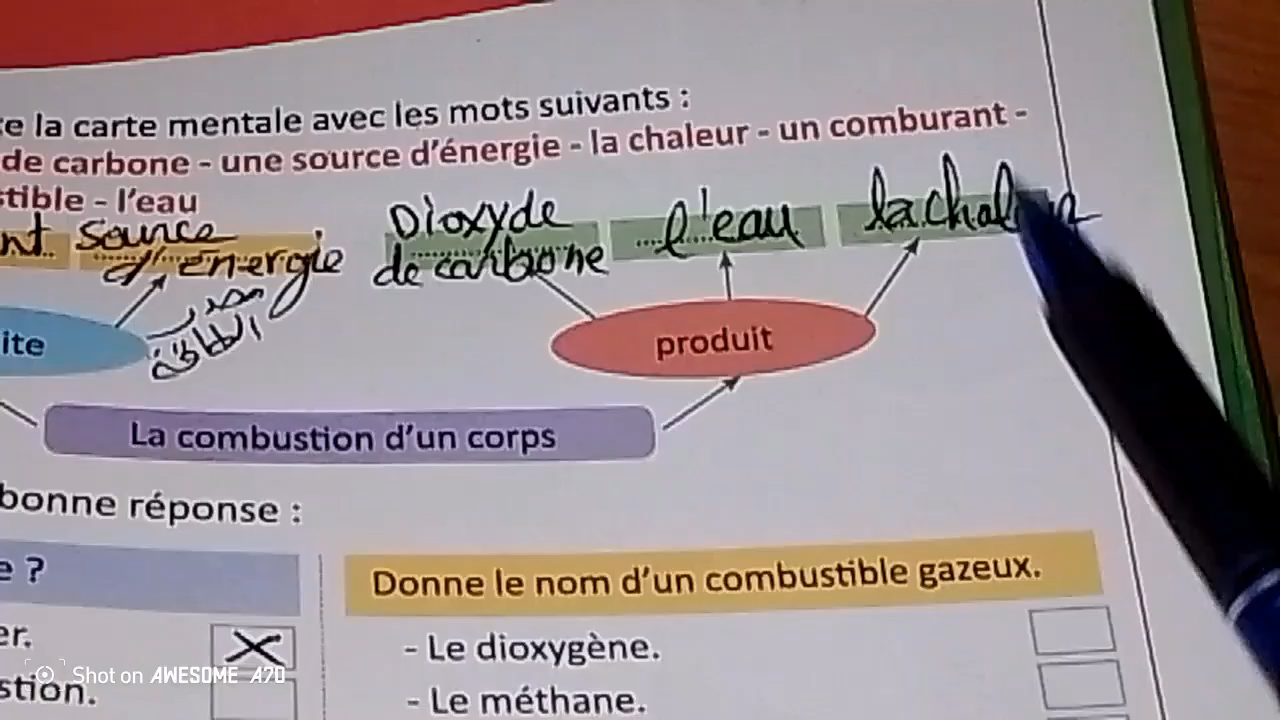 e la carte mentale avec les mots suivants :
de carbone - une source d'énergie - la chaleur - un comburant -
stible - l'eau
nt source d'énergie
Dioxyde de carbone
l'eau
la chaleur
مصدر
الطاقة
ite
produit
La combustion d'un corps
bonne réponse :
e ?
Donne le nom d'un combustible gazeux.
er.
- Le dioxygène.
stion.
- Le méthane.
Shot on AWESOME A70